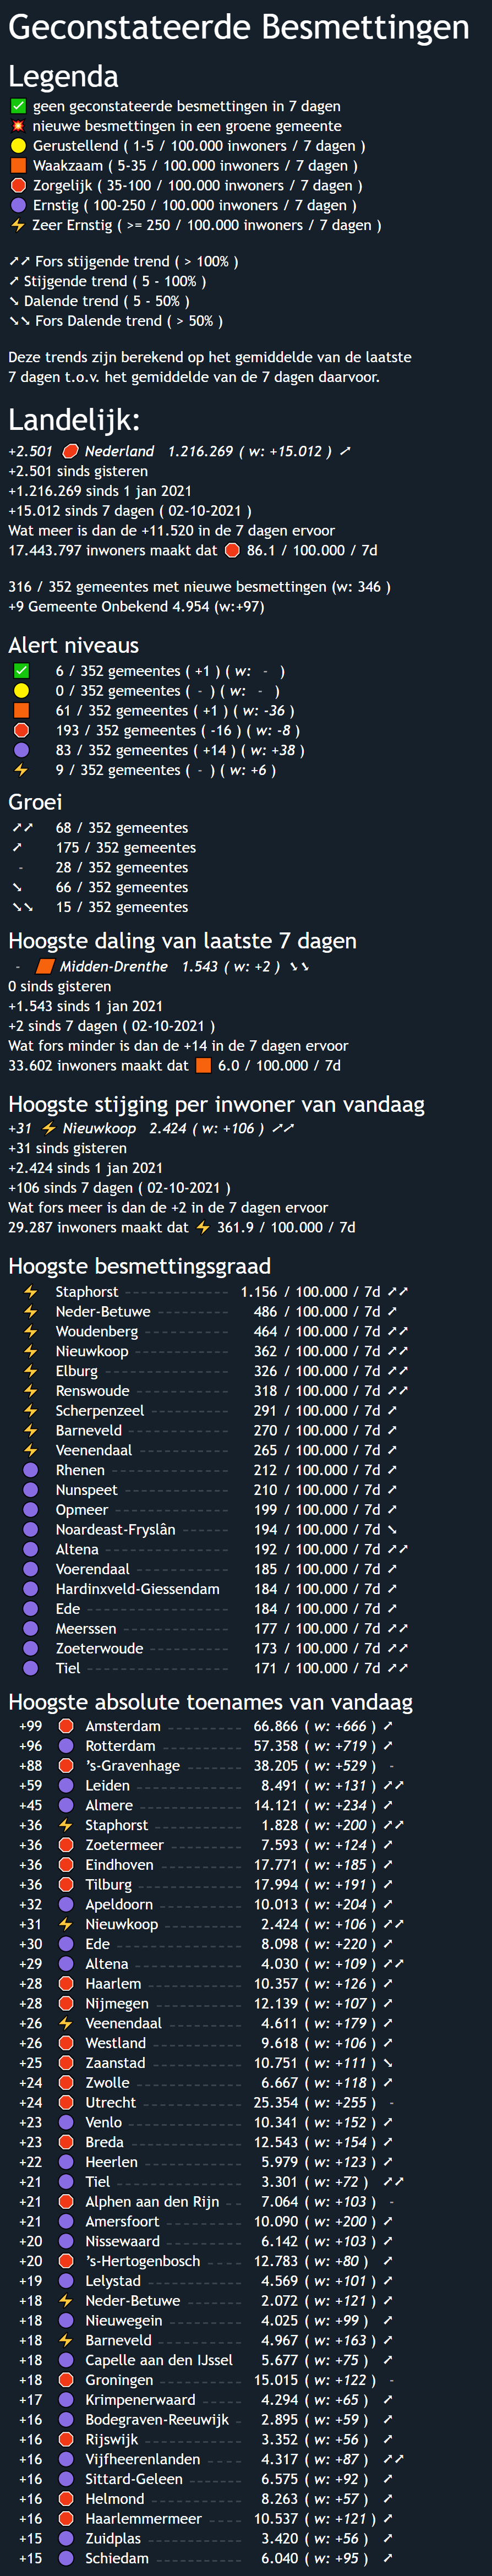 Geconstateerde Besmettingen
Legenda
✅ geen geconstateerde besmettingen in 7 dagen
💥 nieuwe besmettingen in een groene gemeente
🟡 Gerustellend ( 1-5 / 100.000 inwoners / 7 dagen )
🟧 Waakzaam ( 5-35 / 100.000 inwoners / 7 dagen )
🛑 Zorgelijk ( 35-100 / 100.000 inwoners / 7 dagen )
🟣 Ernstig ( 100-250 / 100.000 inwoners / 7 dagen )
⚡ Zeer Ernstig ( >= 250 / 100.000 inwoners / 7 dagen )
➚➚ Fors stijgende trend ( > 100% )
➚ Stijgende trend ( 5 - 100% )
➘ Dalende trend ( 5 - 50% )
➘➘ Fors Dalende trend ( > 50% )
Deze trends zijn berekend op het gemiddelde van de laatste
7 dagen t.o.v. het gemiddelde van de 7 dagen daarvoor.
Landelijk:
+2.501 🛑 Nederland 1.216.269 ( w: +15.012 ) ➚
+2.501 sinds gisteren
+1.216.269 sinds 1 jan 2021
+15.012 sinds 7 dagen ( 02-10-2021 )
Wat meer is dan de +11.520 in de 7 dagen ervoor
17.443.797 inwoners maakt dat 🛑 86.1 / 100.000 / 7d
316 / 352 gemeentes met nieuwe besmettingen (w: 346 )
+9 Gemeente Onbekend 4.954 (w:+97)
Alert niveaus
✅ 6 / 352 gemeentes ( +1 ) ( w: - )
🟡 0 / 352 gemeentes ( - ) ( w: - )
🟧 61 / 352 gemeentes ( +1 ) ( w: -36 )
🛑 193 / 352 gemeentes ( -16 ) ( w: -8 )
🟣 83 / 352 gemeentes ( +14 ) ( w: +38 )
⚡ 9 / 352 gemeentes ( - ) ( w: +6 )
Groei
➚➚ 68 / 352 gemeentes
➚ 175 / 352 gemeentes
- 28 / 352 gemeentes
➘ 66 / 352 gemeentes
➘➘ 15 / 352 gemeentes
Hoogste daling van laatste 7 dagen
- 🟧 Midden-Drenthe 1.543 ( w: +2 ) ➘➘
0 sinds gisteren
+1.543 sinds 1 jan 2021
+2 sinds 7 dagen ( 02-10-2021 )
Wat fors minder is dan de +14 in de 7 dagen ervoor
33.602 inwoners maakt dat 🟧 6.0 / 100.000 / 7d
Hoogste stijging per inwoner van vandaag
+31 ⚡ Nieuwkoop 2.424 ( w: +106 ) ➚➚
+31 sinds gisteren
+2.424 sinds 1 jan 2021
+106 sinds 7 dagen ( 02-10-2021 )
Wat fors meer is dan de +2 in de 7 dagen ervoor
29.287 inwoners maakt dat ⚡ 361.9 / 100.000 / 7d
Hoogste besmettingsgraad
⚡ Staphorst 1.156 / 100.000 / 7d ➚➚
⚡ Neder-Betuwe 486 / 100.000 / 7d ➚
⚡ Woudenberg 464 / 100.000 / 7d ➚➚
⚡ Nieuwkoop 362 / 100.000 / 7d ➚➚
⚡ Elburg 326 / 100.000 / 7d ➚➚
⚡ Renswoude 318 / 100.000 / 7d ➚➚
⚡ Scherpenzeel 291 / 100.000 / 7d ➚
⚡ Barneveld 270 / 100.000 / 7d ➚
⚡ Veenendaal 265 / 100.000 / 7d ➚
🟣 Rhenen 212 / 100.000 / 7d ➚
🟣 Nunspeet 210 / 100.000 / 7d ➚
🟣 Opmeer 199 / 100.000 / 7d ➚
🟣 Noardeast-Fryslân 194 / 100.000 / 7d ➘
🟣 Altena 192 / 100.000 / 7d ➚➚
🟣 Voerendaal 185 / 100.000 / 7d ➚
🟣 Hardinxveld-Giessendam 184 / 100.000 / 7d ➚
🟣 Ede 184 / 100.000 / 7d ➚
🟣 Meerssen 177 / 100.000 / 7d ➚➚
🟣 Zoeterwoude 173 / 100.000 / 7d ➚➚
🟣 Tiel 171 / 100.000 / 7d ➚➚
Hoogste absolute toenames van vandaag
+99 🛑 Amsterdam 66.866 ( w: +666 ) ➚
+96 🟣 Rotterdam 57.358 ( w: +719 ) ➚
+88 🛑 ’s-Gravenhage 38.205 ( w: +529 ) -
+59 🟣 Leiden 8.491 ( w: +131 ) ➚➚
+45 🟣 Almere 14.121 ( w: +234 ) ➚
+36 ⚡ Staphorst 1.828 ( w: +200 ) ➚➚
+36 🛑 Zoetermeer 7.593 ( w: +124 ) ➚
+36 🛑 Eindhoven 17.771 ( w: +185 ) ➚
+36 🛑 Tilburg 17.994 ( w: +191 ) ➚
+32 🟣 Apeldoorn 10.013 ( w: +204 ) ➚
+31 ⚡ Nieuwkoop 2.424 ( w: +106 ) ➚➚
+30 🟣 Ede 8.098 ( w: +220 ) ➚
+29 🟣 Altena 4.030 ( w: +109 ) ➚➚
+28 🛑 Haarlem 10.357 ( w: +126 ) ➚
+28 🛑 Nijmegen 12.139 ( w: +107 ) ➚
+26 ⚡ Veenendaal 4.611 ( w: +179 ) ➚
+26 🛑 Westland 9.618 ( w: +106 ) ➚
+25 🛑 Zaanstad 10.751 ( w: +111 ) ➘
+24 🛑 Zwolle 6.667 ( w: +118 ) ➚
+24 🛑 Utrecht 25.354 ( w: +255 ) -
+23 🟣 Venlo 10.341 ( w: +152 ) ➚
+23 🛑 Breda 12.543 ( w: +154 ) ➚
+22 🟣 Heerlen 5.979 ( w: +123 ) ➚
+21 🟣 Tiel 3.301 ( w: +72 ) ➚➚
+21 🛑 Alphen aan den Rijn 7.064 ( w: +103 ) -
+21 🟣 Amersfoort 10.090 ( w: +200 ) ➚
+20 🟣 Nissewaard 6.142 ( w: +103 ) ➚
+20 🛑 ’s-Hertogenbosch 12.783 ( w: +80 ) ➚
+19 🟣 Lelystad 4.569 ( w: +101 ) ➚
+18 ⚡ Neder-Betuwe 2.072 ( w: +121 ) ➚
+18 🟣 Nieuwegein 4.025 ( w: +99 ) ➚
+18 ⚡ Barneveld 4.967 ( w: +163 ) ➚
+18 🟣 Capelle aan den IJssel 5.677 ( w: +75 ) ➚
+18 🛑 Groningen 15.015 ( w: +122 ) -
+17 🟣 Krimpenerwaard 4.294 ( w: +65 ) ➚
+16 🟣 Bodegraven-Reeuwijk 2.895 ( w: +59 ) ➚
+16 🛑 Rijswijk 3.352 ( w: +56 ) ➚
+16 🟣 Vijfheerenlanden 4.317 ( w: +87 ) ➚➚
+16 🟣 Sittard-Geleen 6.575 ( w: +92 ) ➚
+16 🛑 Helmond 8.263 ( w: +57 ) ➚
+16 🛑 Haarlemmermeer 10.537 ( w: +121 ) ➚
+15 🟣 Zuidplas 3.420 ( w: +56 ) ➚
+15 🟣 Schiedam 6.040 ( w: +95 ) ➚